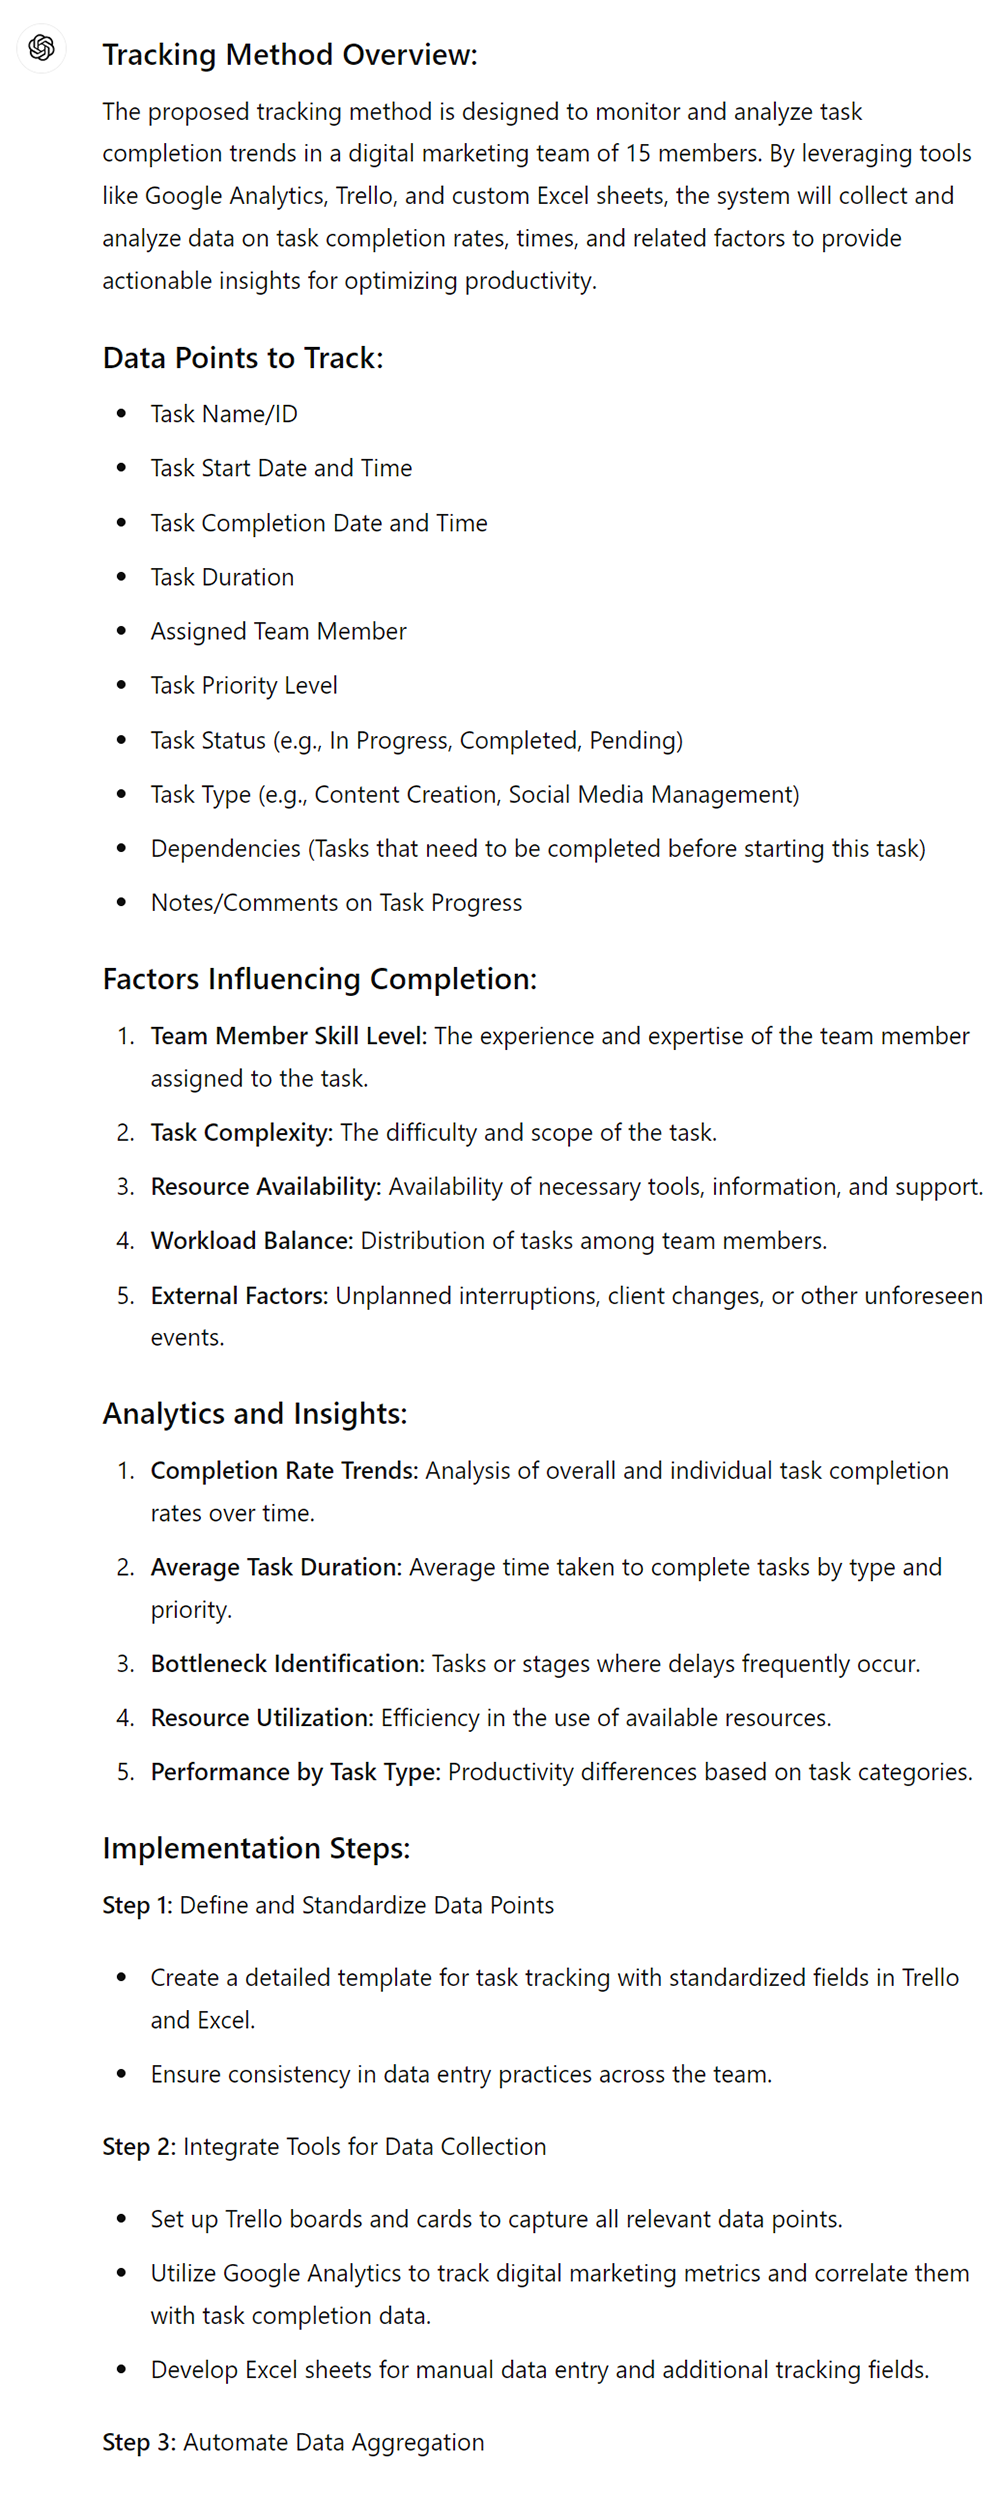 Tracking Method Overview:
The proposed tracking method is designed to monitor and analyze task
completion trends in a digital marketing team of 15 members. By leveraging tools
like Google Analytics, Trello, and custom Excel sheets, the system will collect and
analyze data on task completion rates, times, and related factors to provide
actionable insights for optimizing productivity.
Data Points to Track:
• Task Name/ID
• Task Start Date and Time
• Task Completion Date and Time
• Task Duration
• Assigned Team Member
• Task Priority Level
• Task Status (e.g., In Progress, Completed, Pending)
• Task Type (e.g., Content Creation, Social Media Management)
• Dependencies (Tasks that need to be completed before starting this task)
• Notes/Comments on Task Progress
Factors Influencing Completion:
1. Team Member Skill Level: The experience and expertise of the team member
assigned to the task.
2. Task Complexity: The difficulty and scope of the task.
3. Resource Availability: Availability of necessary tools, information, and support.
4. Workload Balance: Distribution of tasks among team members.
5. External Factors: Unplanned interruptions, client changes, or other unforeseen
events.
Analytics and Insights:
1. Completion Rate Trends: Analysis of overall and individual task completion
rates over time.
2. Average Task Duration: Average time taken to complete tasks by type and
priority.
3. Bottleneck Identification: Tasks or stages where delays frequently occur.
4. Resource Utilization: Efficiency in the use of available resources.
5. Performance by Task Type: Productivity differences based on task categories.
Implementation Steps:
Step 1: Define and Standardize Data Points
• Create a detailed template for task tracking with standardized fields in Trello
and Excel.
• Ensure consistency in data entry practices across the team.
Step 2: Integrate Tools for Data Collection
• Set up Trello boards and cards to capture all relevant data points.
• Utilize Google Analytics to track digital marketing metrics and correlate them
with task completion data.
• Develop Excel sheets for manual data entry and additional tracking fields.
Step 3: Automate Data Aggregation